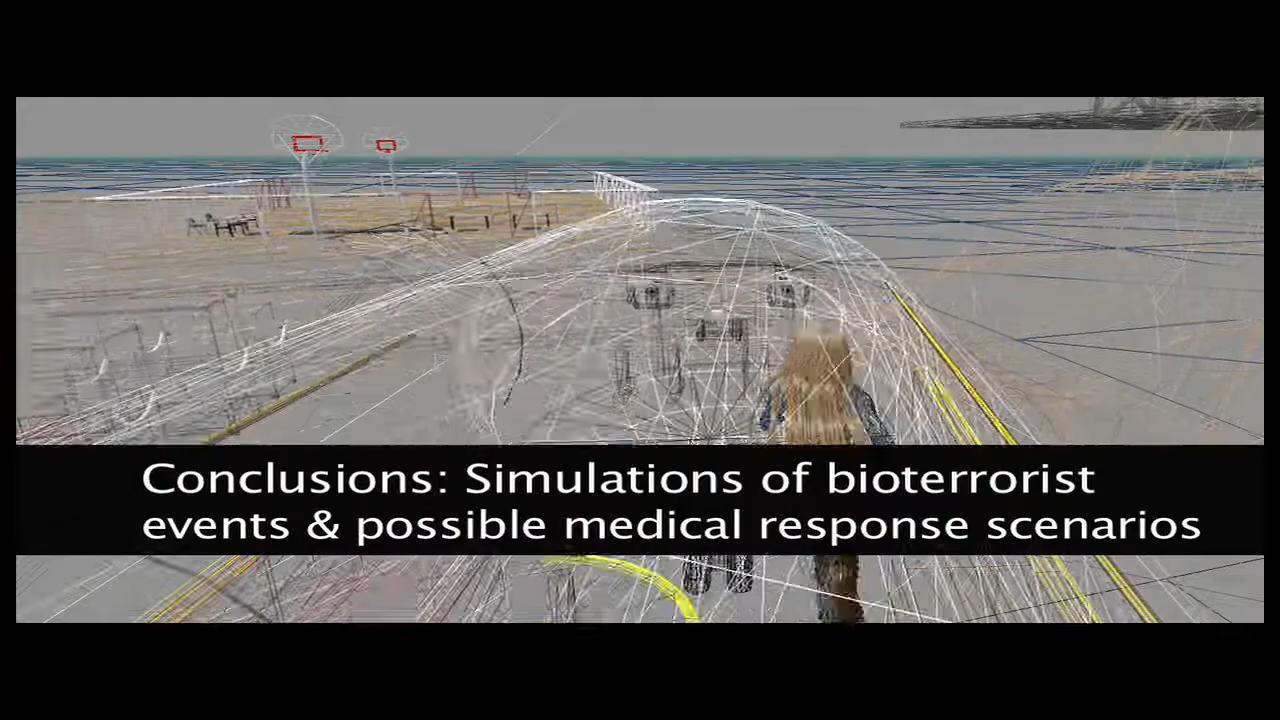 Conclusions: Simulations of bioterrorist
events & possible medical response scenarios